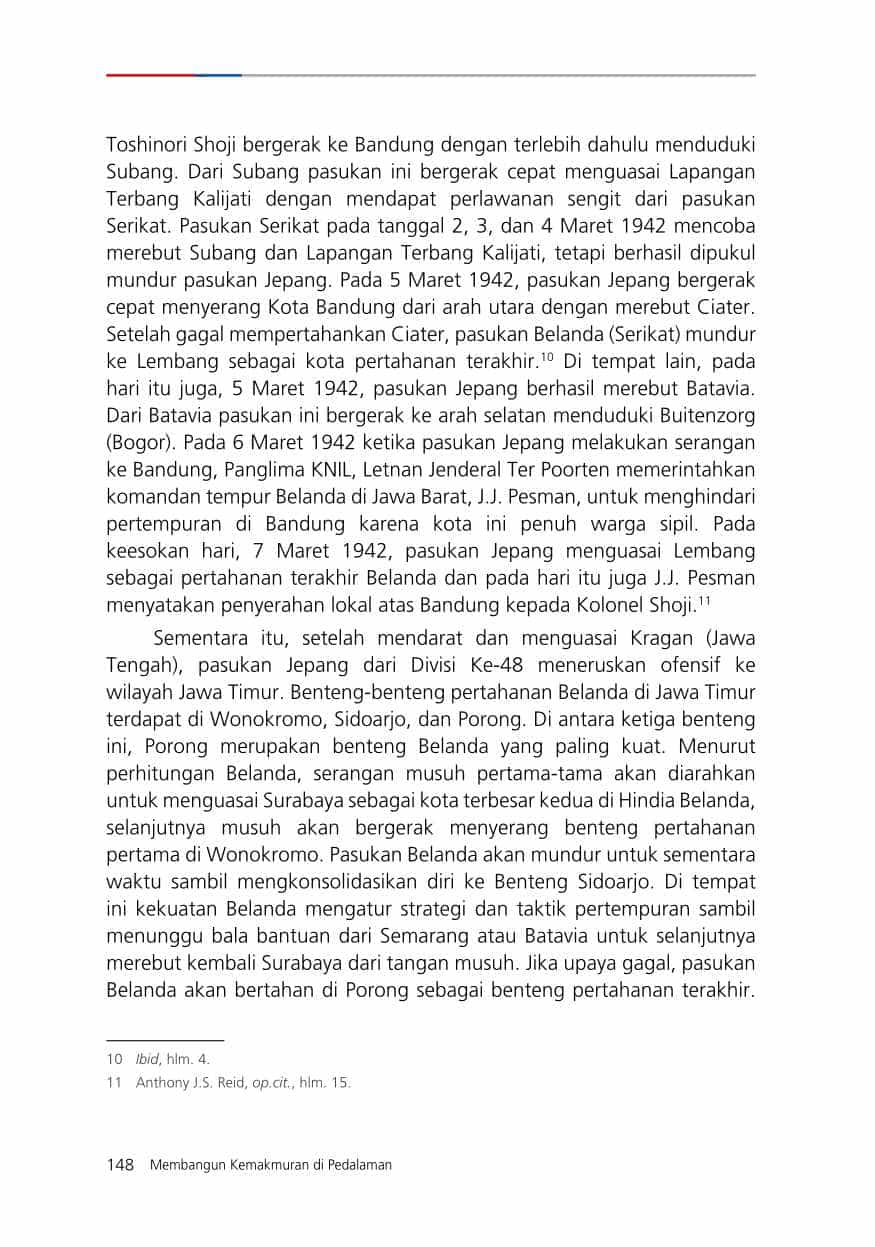 Toshinori Shoji bergerak ke Bandung dengan terlebih dahulu menduduki
Subang. Dari Subang pasukan ini bergerak cepat menguasai Lapangan
Terbang Kalijati dengan mendapat perlawanan sengit dari pasukan
Serikat. Pasukan Serikat pada tanggal 2, 3, dan 4 Maret 1942 mencoba
merebut Subang dan Lapangan Terbang Kalijati, tetapi berhasil dipukul
mundur pasukan Jepang. Pada 5 Maret 1942, pasukan Jepang bergerak
cepat menyerang Kota Bandung dari arah utara dengan merebut Ciater.
Setelah gagal mempertahankan Ciater, pasukan Belanda (Serikat) mundur
ke Lembang sebagai kota pertahanan terakhir.10 Di tempat lain, pada
hari itu juga, 5 Maret 1942, pasukan Jepang berhasil merebut Batavia.
Dari Batavia pasukan ini bergerak ke arah selatan menduduki Buitenzorg
(Bogor). Pada 6 Maret 1942 ketika pasukan Jepang melakukan serangan
ke Bandung, Panglima KNIL, Letnan Jenderal Ter Poorten memerintahkan
komandan tempur Belanda di Jawa Barat, J.J. Pesman, untuk menghindari
pertempuran di Bandung karena kota ini penuh warga sipil. Pada
keesokan hari, 7 Maret 1942, pasukan Jepang menguasai Lembang
sebagai pertahanan terakhir Belanda dan pada hari itu juga J.J. Pesman
menyatakan penyerahan lokal atas Bandung kepada Kolonel Shoji.11
Sementara itu, setelah mendarat dan menguasai Kragan (Jawa
Tengah), pasukan Jepang dari Divisi Ke-48 meneruskan ofensif ke
wilayah Jawa Timur. Benteng-benteng pertahanan Belanda di Jawa Timur
terdapat di Wonokromo, Sidoarjo, dan Porong. Di antara ketiga benteng
ini, Porong merupakan benteng Belanda yang paling kuat. Menurut
perhitungan Belanda, serangan musuh pertama-tama akan diarahkan
untuk menguasai Surabaya sebagai kota terbesar kedua di Hindia Belanda,
selanjutnya musuh akan bergerak menyerang benteng pertahanan
pertama di Wonokromo. Pasukan Belanda akan mundur untuk sementara
waktu sambil mengkonsolidasikan diri ke Benteng Sidoarjo. Di tempat
ini kekuatan Belanda mengatur strategi dan taktik pertempuran sambil
menunggu bala bantuan dari Semarang atau Batavia untuk selanjutnya
merebut kembali Surabaya dari tangan musuh. Jika upaya gagal, pasukan
Belanda akan bertahan di Porong sebagai benteng pertahanan terakhir.
10 Ibid, hlm. 4.
11 Anthony J.S. Reid, op.cit., hlm. 15.
148 Membangun Kemakmuran di Pedalaman